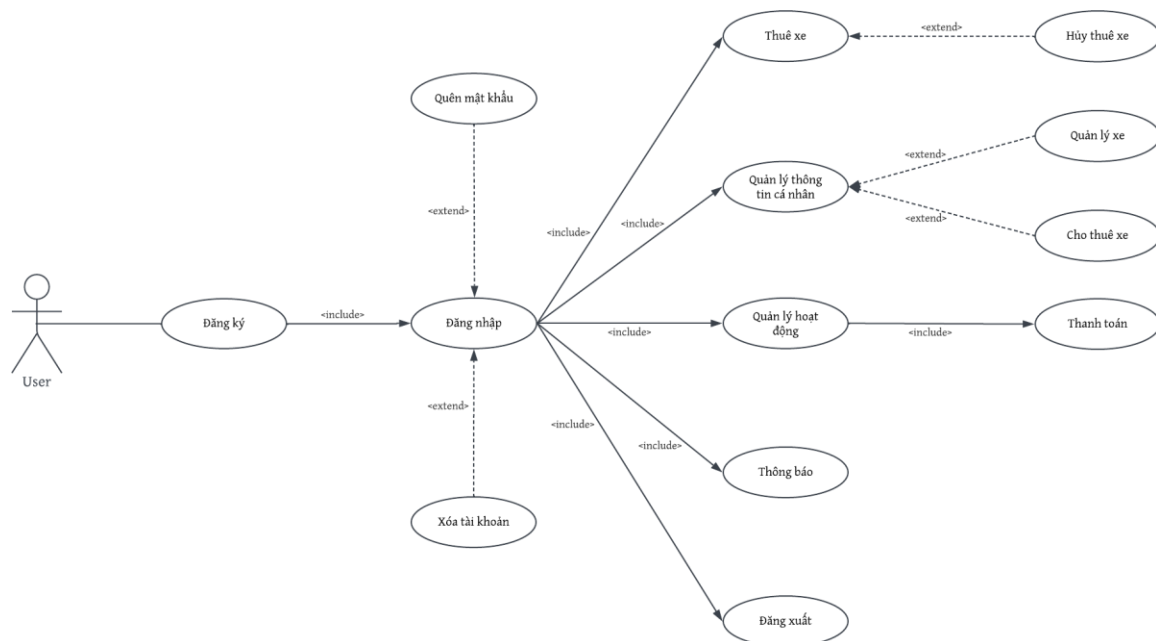 Thuê xe
<extend>
Hủy thuê xe
Quên mật khẩu
Quản lý xe
<extend>
Quản lý thông
tin cá nhân
<extend>
<include>
<extend>
<include>
Cho thuê xe
User
Đăng ký
<include>
Đăng nhập
<include>
Quản lý hoạt
động
<include>
Thanh toán
<extend>
<include>
<include>
Thông báo
Xóa tài khoản
Đăng xuất